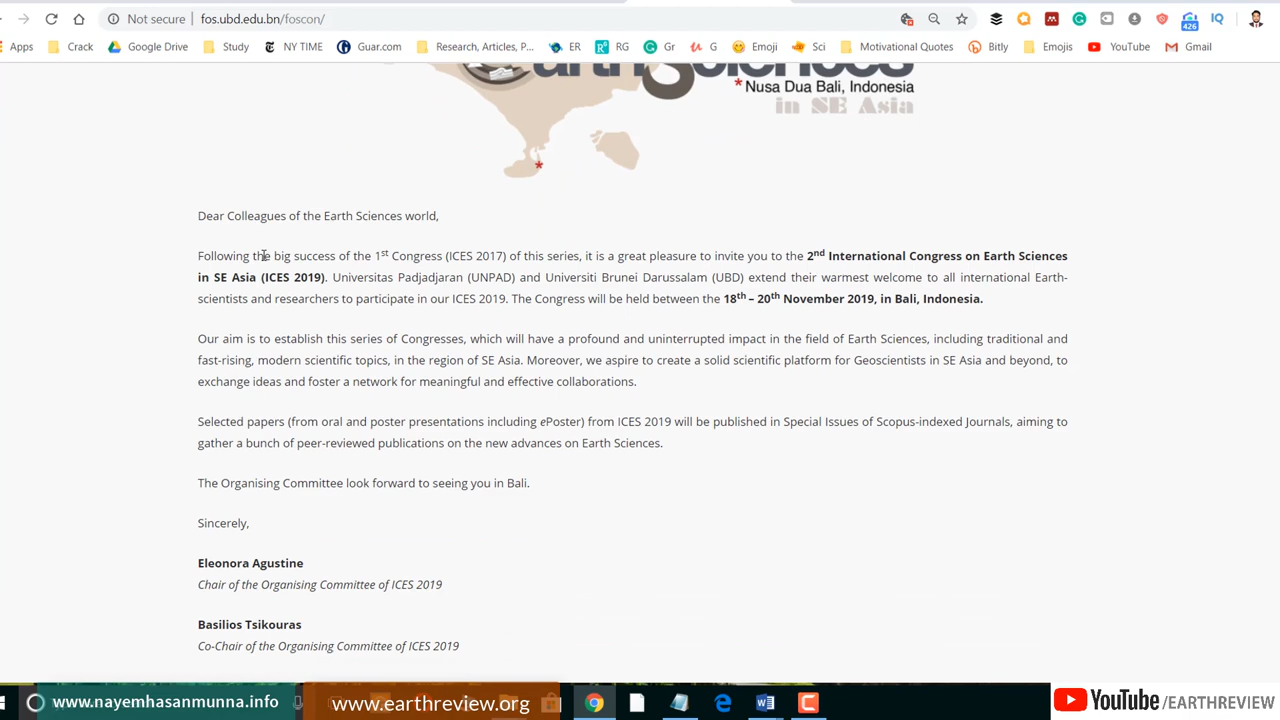 Not secure | fos.ubd.edu.bn/foscon/
426
Apps Crack Google Drive Study NY TIME Guar.com Research, Articles, P... ER RG Gr G Emoji Sci Motivational Quotes Bitly Emojis YouTube Gmail
Earth Sciences
*Nusa Dua Bali, Indonesia
in SE Asia
*
Dear Colleagues of the Earth Sciences world,
Following the big success of the 1st Congress (ICES 2017) of this series, it is a great pleasure to invite you to the 2nd International Congress on Earth Sciences
in SE Asia (ICES 2019). Universitas Padjadjaran (UNPAD) and Universiti Brunei Darussalam (UBD) extend their warmest welcome to all international Earth-
scientists and researchers to participate in our ICES 2019. The Congress will be held between the 18th – 20th November 2019, in Bali, Indonesia.
Our aim is to establish this series of Congresses, which will have a profound and uninterrupted impact in the field of Earth Sciences, including traditional and
fast-rising, modern scientific topics, in the region of SE Asia. Moreover, we aspire to create a solid scientific platform for Geoscientists in SE Asia and beyond, to
exchange ideas and foster a network for meaningful and effective collaborations.
Selected papers (from oral and poster presentations including ePoster) from ICES 2019 will be published in Special Issues of Scopus-indexed Journals, aiming to
gather a bunch of peer-reviewed publications on the new advances on Earth Sciences.
The Organising Committee look forward to seeing you in Bali.
Sincerely,
Eleonora Agustine
Chair of the Organising Committee of ICES 2019
Basilios Tsikouras
Co-Chair of the Organising Committee of ICES 2019
www.nayemhasanmunna.info www.earthreview.org YouTube/EARTHREVIEW